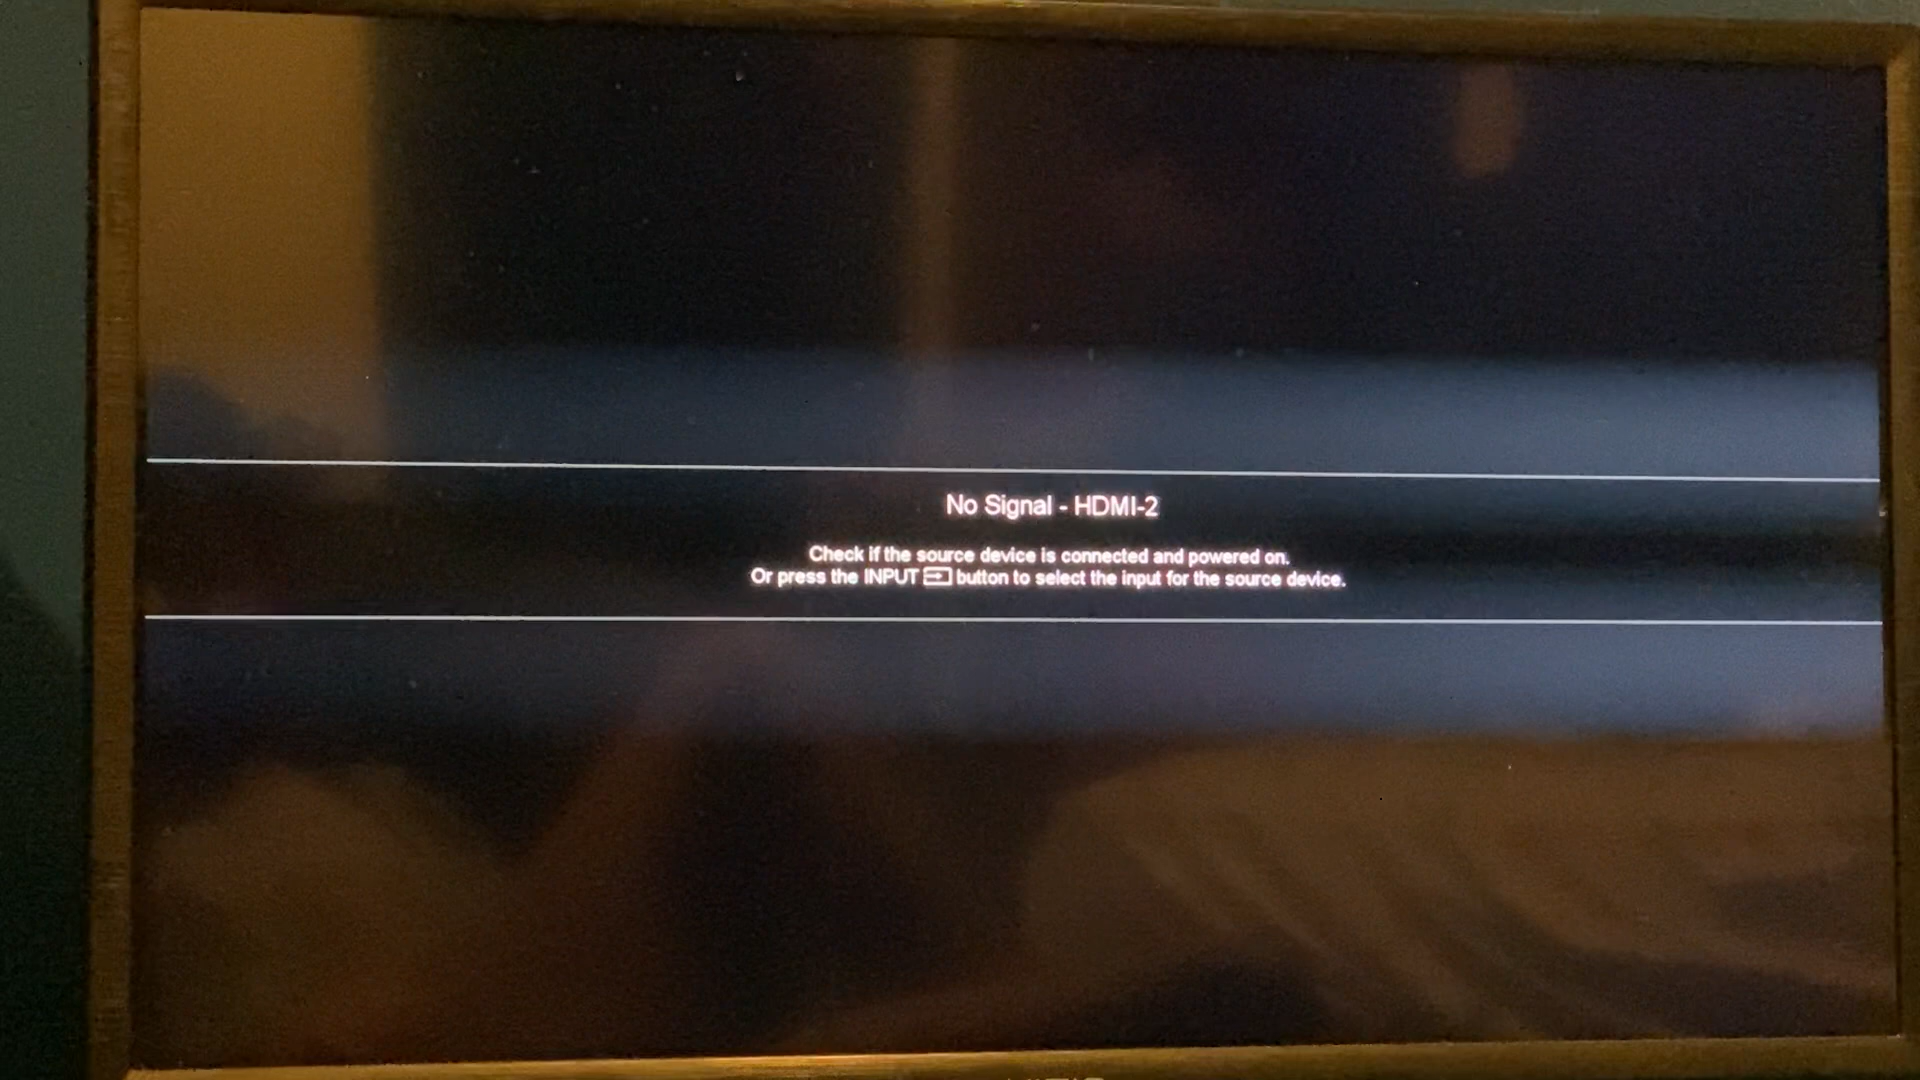 No Signal - HDMI-2
Check if the source device is connected and powered on.
Or press the INPUT button to select the input for the source device.